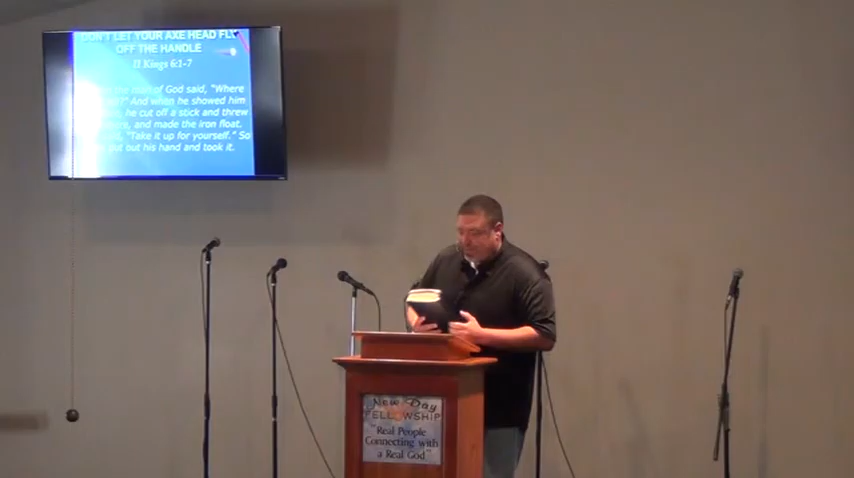 DON'T LET YOUR AXE HEAD FLY
OFF THE HANDLE
II Kings 6:1-7
of God said, "Where
And when he showed him
he cut off a stick and threw
and made the iron float.
"Take it up for yourself." So
out his hand and took it.
New Day
FELLOWSHIP
"Real People
Connecting with
a Real God"